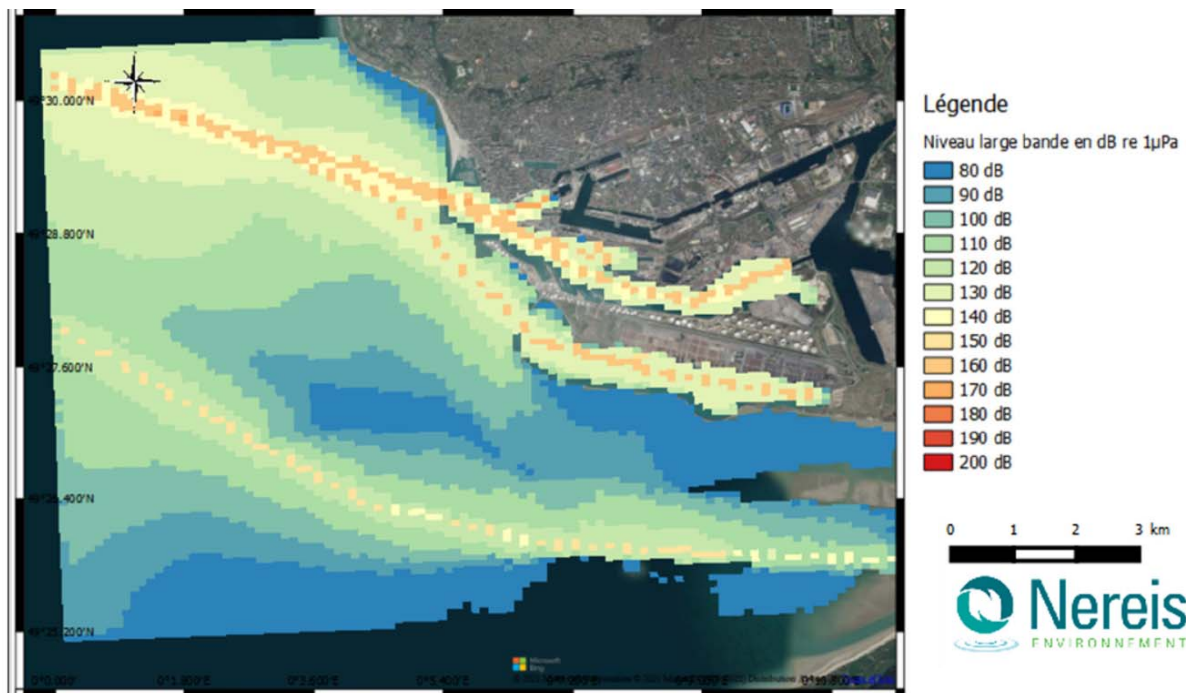 49°30.000'N
49°28.800'N
49°27.600'N
49°26.400'N
49°25.200'N
0°0.000'E
0°1.800'E
0°3.600'E
0°5.400'E
Microsoft
Bing
Légende
Niveau large bande en dB re 1µPa
80 dB
90 dB
100 dB
110 dB
120 dB
130 dB
140 dB
150 dB
160 dB
170 dB
180 dB
190 dB
200 dB
0 1 2 3 km
Nereis
ENVIRONNEMENT